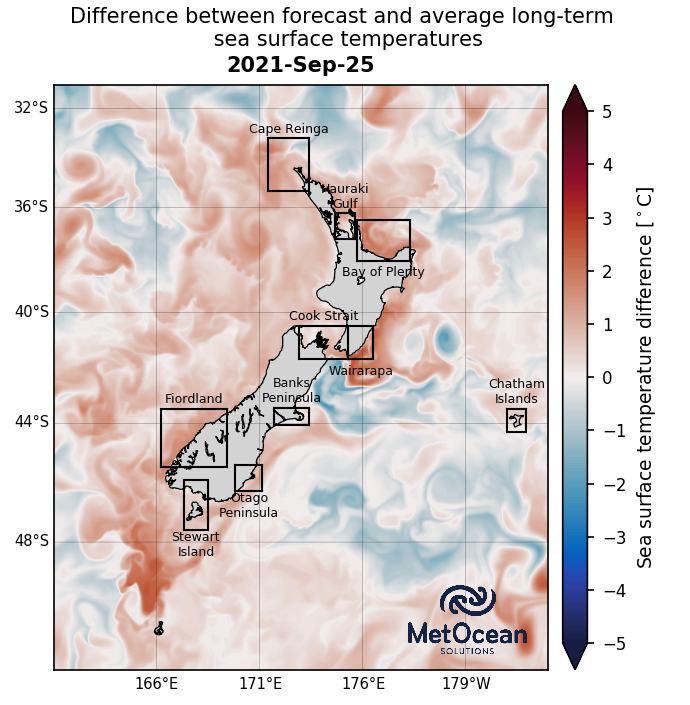 Difference between forecast and average long-term
sea surface temperatures
2021-Sep-25
32°S
36°S
40°S
44°S
48°S
Cape Reinga
Hauraki
Gulf
Bay of Plenty
Cook Strait
Wairarapa
Banks
Peninsula
Chatham
Islands
Fiordland
Otago
Peninsula
Stewart
Island
MetOcean
SOLUTIONS
166°E
171°E
176°E
179°W
5
4
3
2
1
0
−1
−2
−3
−4
−5
Sea surface temperature difference [°C]